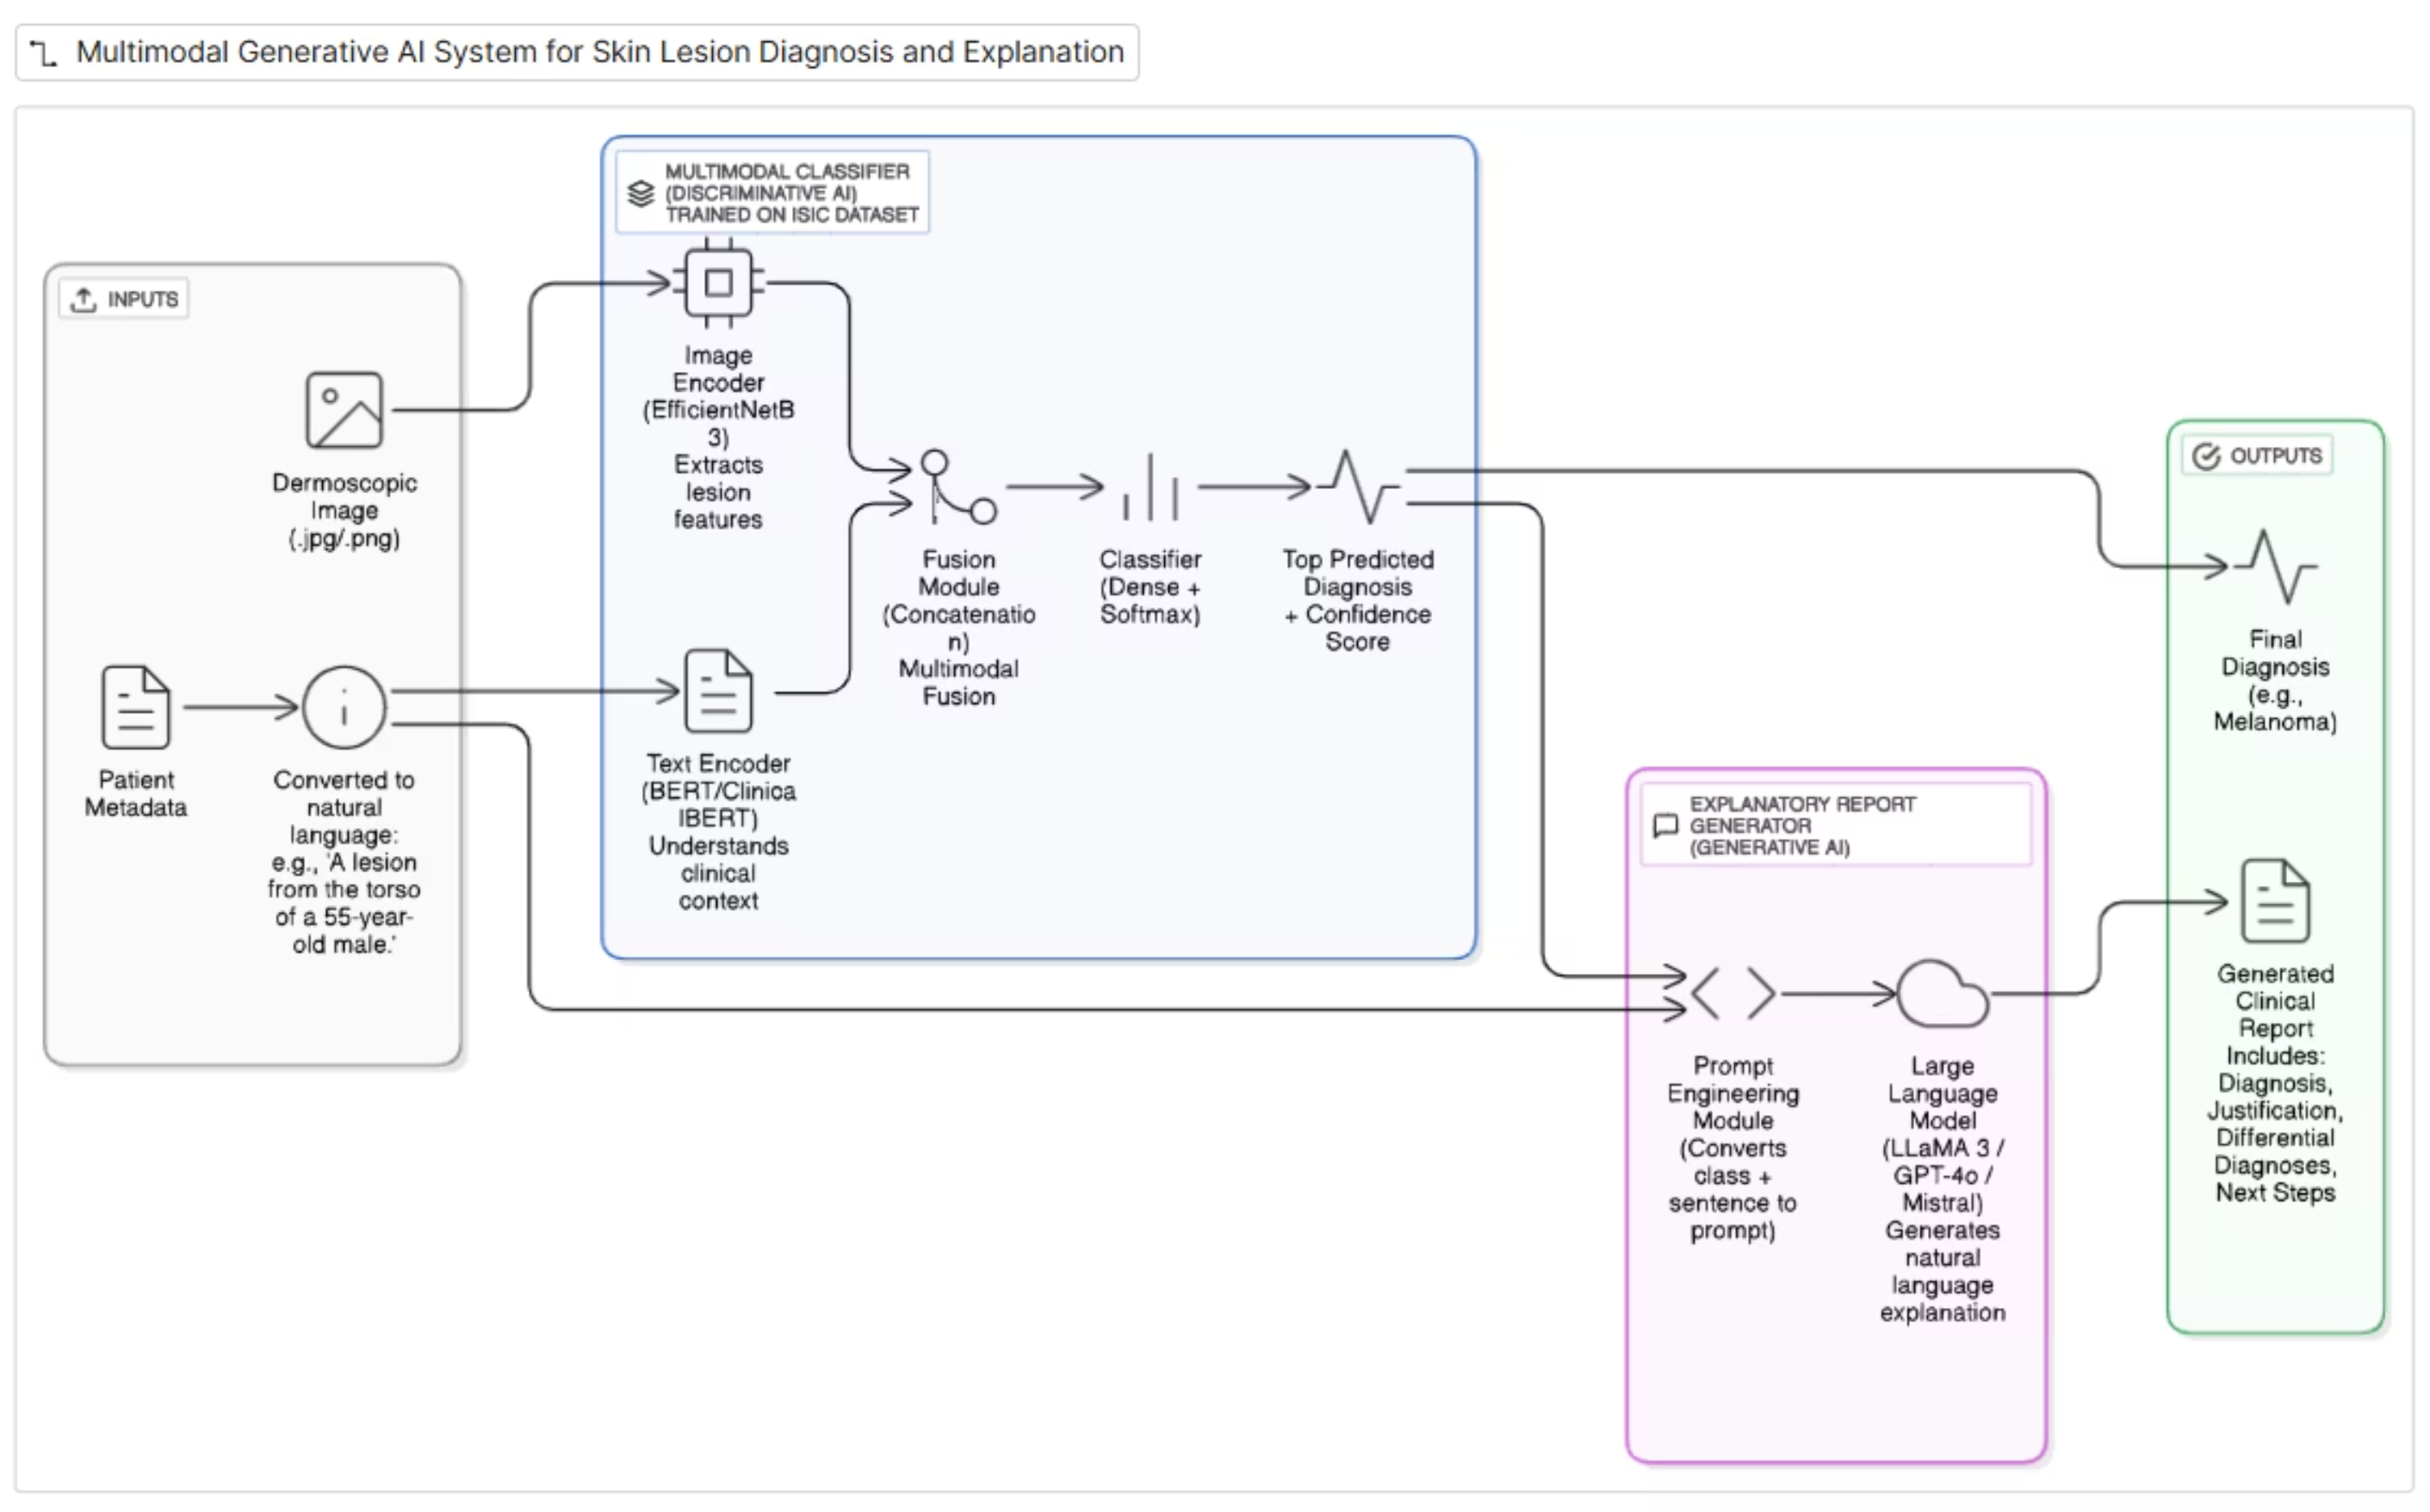 Multimodal Generative AI System for Skin Lesion Diagnosis and Explanation
INPUTS
Dermoscopic
Image
(.jpg/.png)
Patient
Metadata
Converted to
natural
language:
e.g., 'A lesion
from the torso
of a 55-year-
old male.'
MULTIMODAL CLASSIFIER
(DISCRIMINATIVE AI)
TRAINED ON ISIC DATASET
Image
Encoder
(EfficientNetB
3)
Extracts
lesion
features
Text Encoder
(BERT/Clinica
lBERT)
Understands
clinical
context
Fusion
Module
(Concatenatio
n)
Multimodal
Fusion
Classifier
(Dense +
Softmax)
Top Predicted
Diagnosis
+ Confidence
Score
EXPLANATORY REPORT
GENERATOR
(GENERATIVE AI)
Prompt
Engineering
Module
(Converts
class +
sentence to
prompt)
Large
Language
Model
(LLaMA 3 /
GPT-4o /
Mistral)
Generates
natural
language
explanation
OUTPUTS
Final
Diagnosis
(e.g.,
Melanoma)
Generated
Clinical
Report
Includes:
Diagnosis,
Justification,
Differential
Diagnoses,
Next Steps